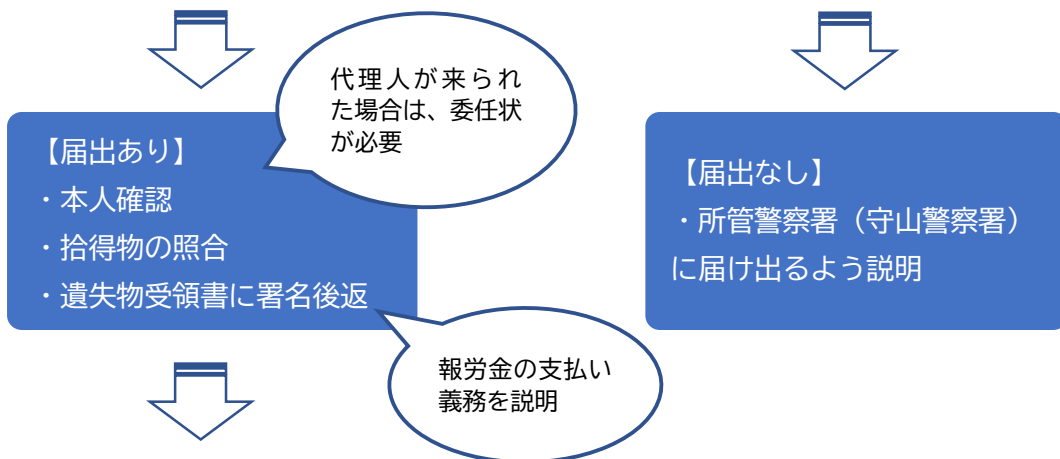 代理人が来られ
た場合は、委任状
が必要
【届出あり】
・本人確認
・拾得物の照合
・遺失物受領書に署名後返
【届出なし】
・所管警察署（守山警察署）
に届け出るよう説明
報労金の支払い
義務を説明